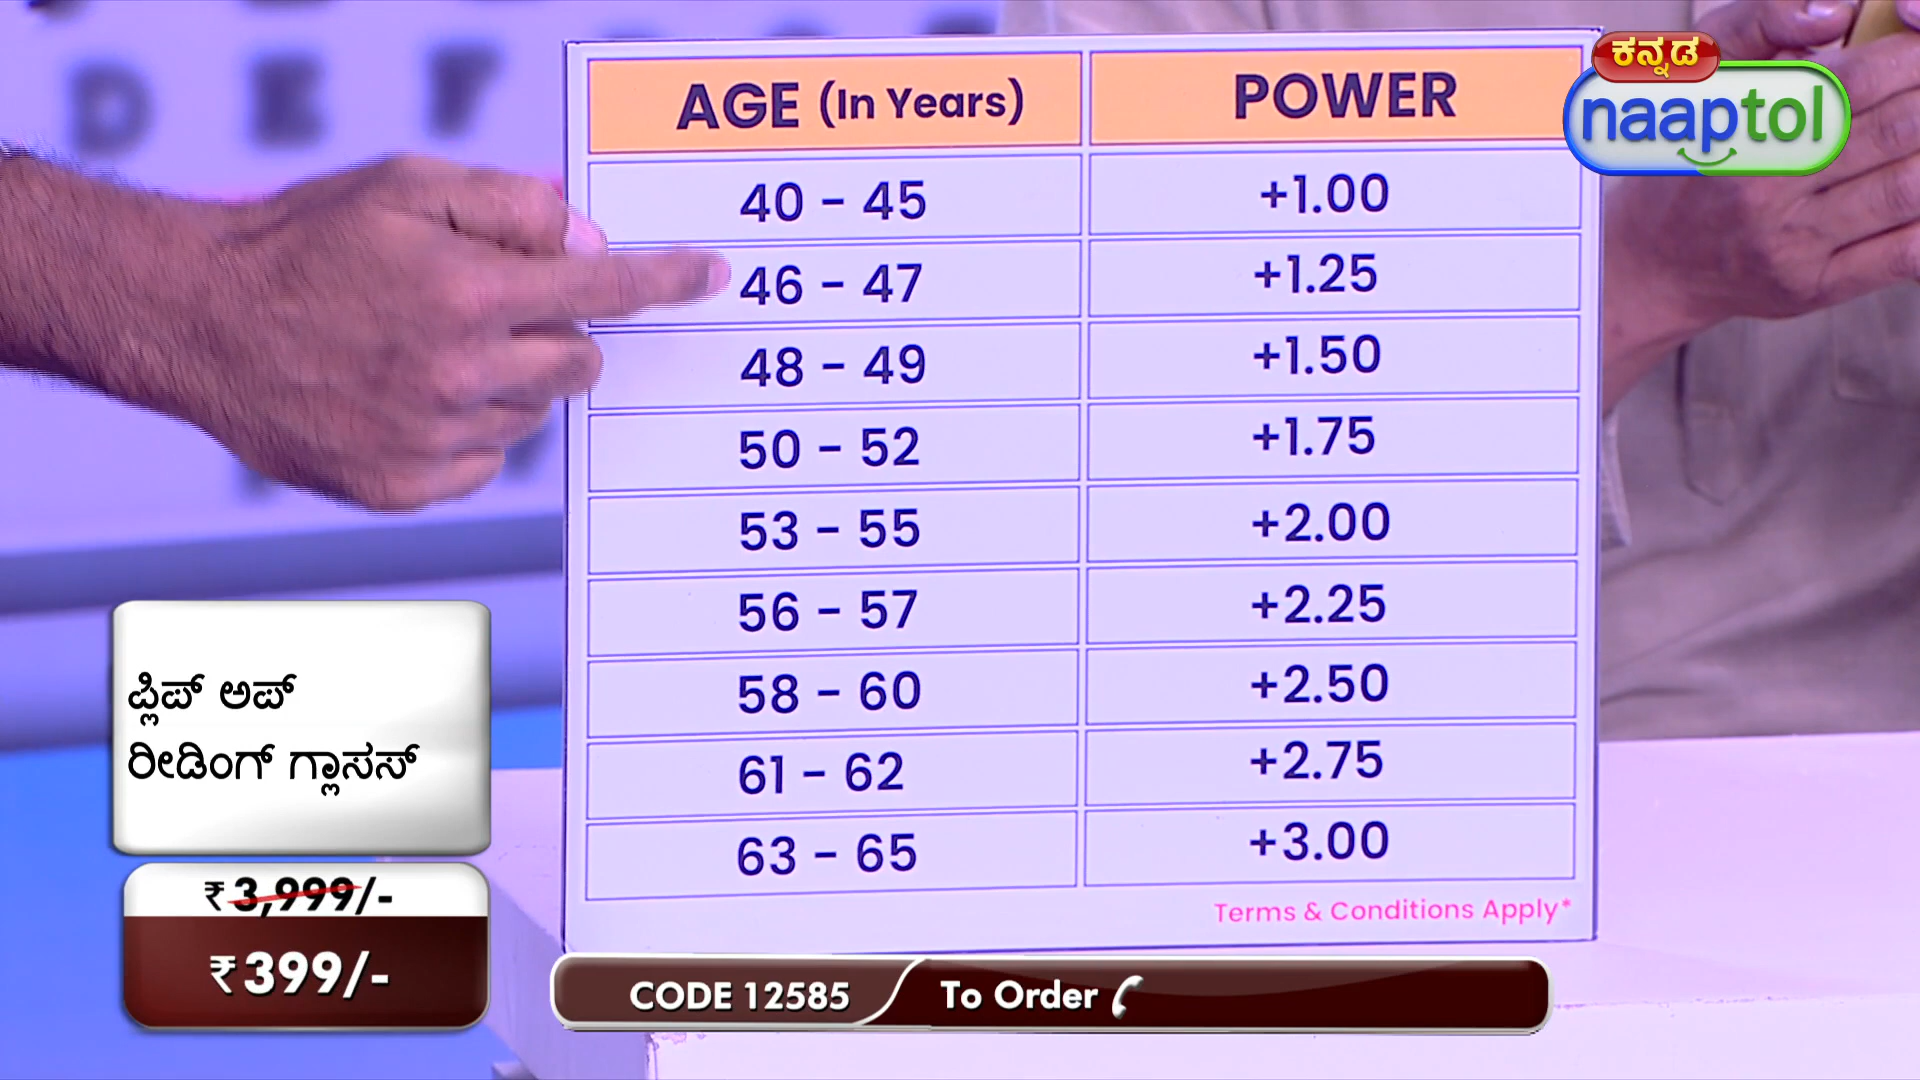 D E F
ಕನ್ನಡ
naaptol
AGE (In Years) POWER
40 - 45 +1.00
46 - 47 +1.25
48 - 49 +1.50
50 - 52 +1.75
53 - 55 +2.00
56 - 57 +2.25
58 - 60 +2.50
61 - 62 +2.75
63 - 65 +3.00
Terms & Conditions Apply*
ಫ್ಲಿಪ್ ಅಪ್
ರೀಡಿಂಗ್ ಗ್ಲಾಸಸ್
₹3,999/-
₹399/-
CODE 12585 To Order